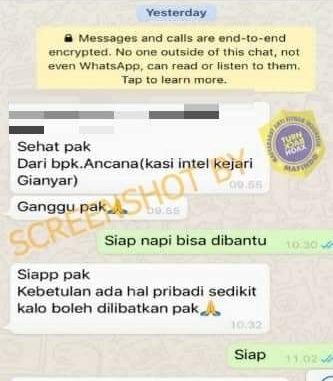 Yesterday
Messages and calls are end-to-end
encrypted. No one outside of this chat, not
even WhatsApp, can read or listen to them.
Tap to learn more.
Sehat pak
Dari bpk.Ancana(kasi intel kejari
Gianyar)
09.55
Ganggu pak🙏 09.55
Siap napi bisa dibantu 10.30
Siapp pak
Kebetulan ada hal pribadi sedikit
kalo boleh dilibatkan pak🙏
10.32
Siap 11.02
SCREENSHOT BY
TURN
BACK
HOAX
MAFINDO